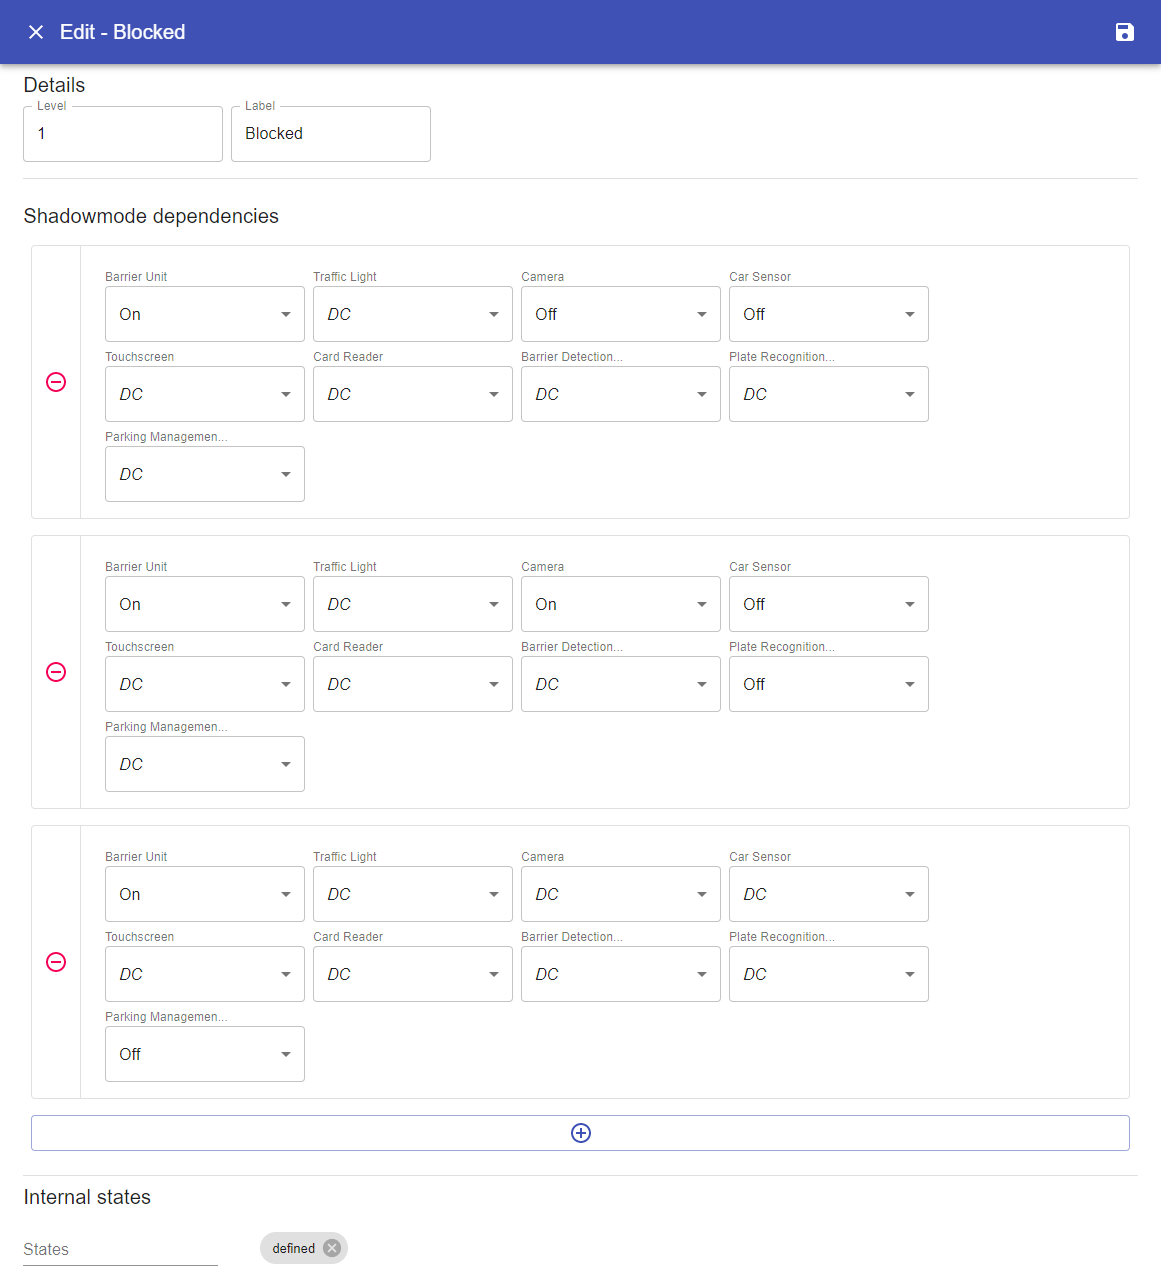 Edit - Blocked
Details
Level Label
1 Blocked
Shadowmode dependencies
Barrier Unit Traffic Light Camera Car Sensor
On DC Off Off
Touchscreen Card Reader Barrier Detection... Plate Recognition...
DC DC DC DC
Parking Managemen...
DC
Barrier Unit Traffic Light Camera Car Sensor
On DC On Off
Touchscreen Card Reader Barrier Detection... Plate Recognition...
DC DC DC Off
Parking Managemen...
DC
Barrier Unit Traffic Light Camera Car Sensor
On DC DC DC
Touchscreen Card Reader Barrier Detection... Plate Recognition...
DC DC DC DC
Parking Managemen...
Off
Internal states
States defined